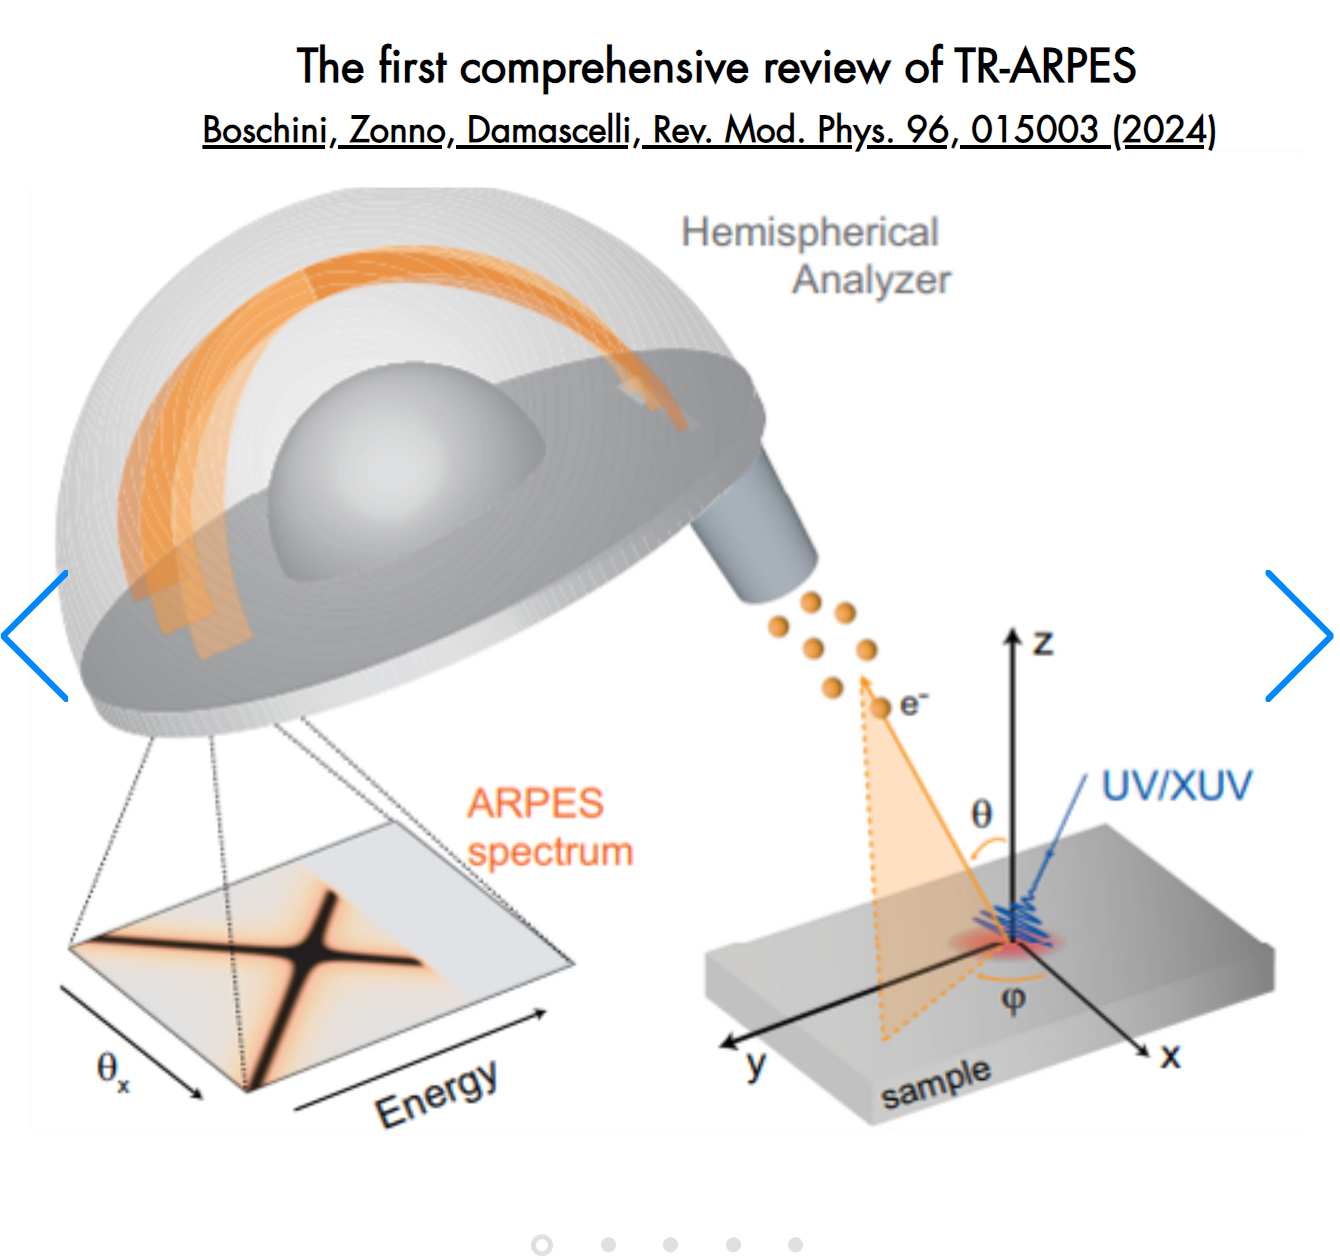 The first comprehensive review of TR-ARPES
Boschini, Zonno, Damascelli, Rev. Mod. Phys. 96, 015003 (2024)
Hemispherical
Analyzer
z
e⁻
UV/XUV
θ
ARPES
spectrum
φ
y
x
sample
θx
Energy